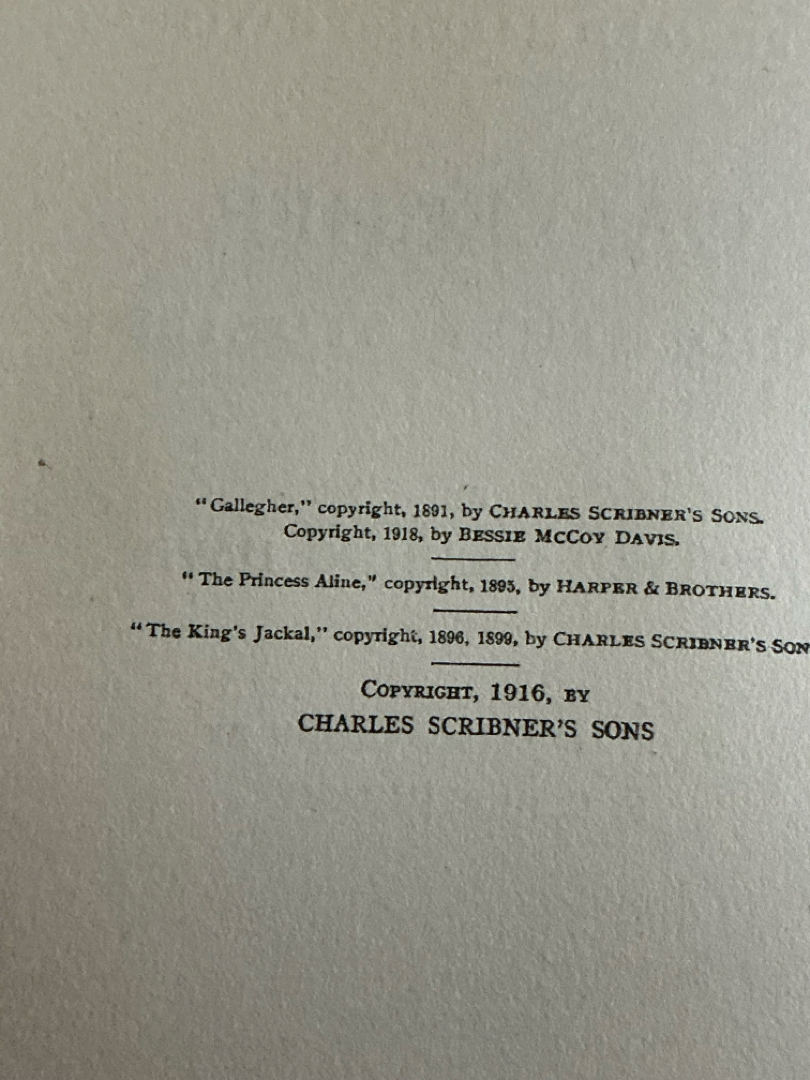 “Gallegher,” copyright, 1891, by CHARLES SCRIBNER'S SONS.
Copyright, 1918, by BESSIE MCCOY DAVIS.
“The Princess Aline,” copyright, 1895, by HARPER & BROTHERS.
“The King's Jackal,” copyright, 1896, 1899, by CHARLES SCRIBNER'S SON
COPYRIGHT, 1916, BY
CHARLES SCRIBNER'S SONS